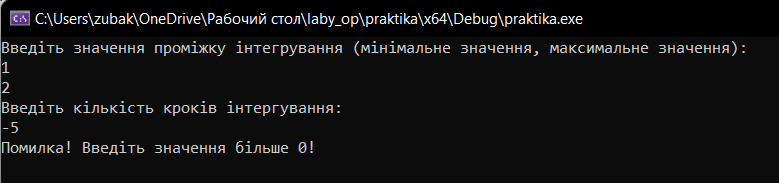 C:\Users\zubak\OneDrive\Рабочий стол\laby_op\praktika\x64\Debug\praktika.exe
Введіть значення проміжку інтегрування (мінімальне значення, максимальне значення):
1
2
Введіть кількість кроків інтергування:
-5
Помилка! Введіть значення більше 0!